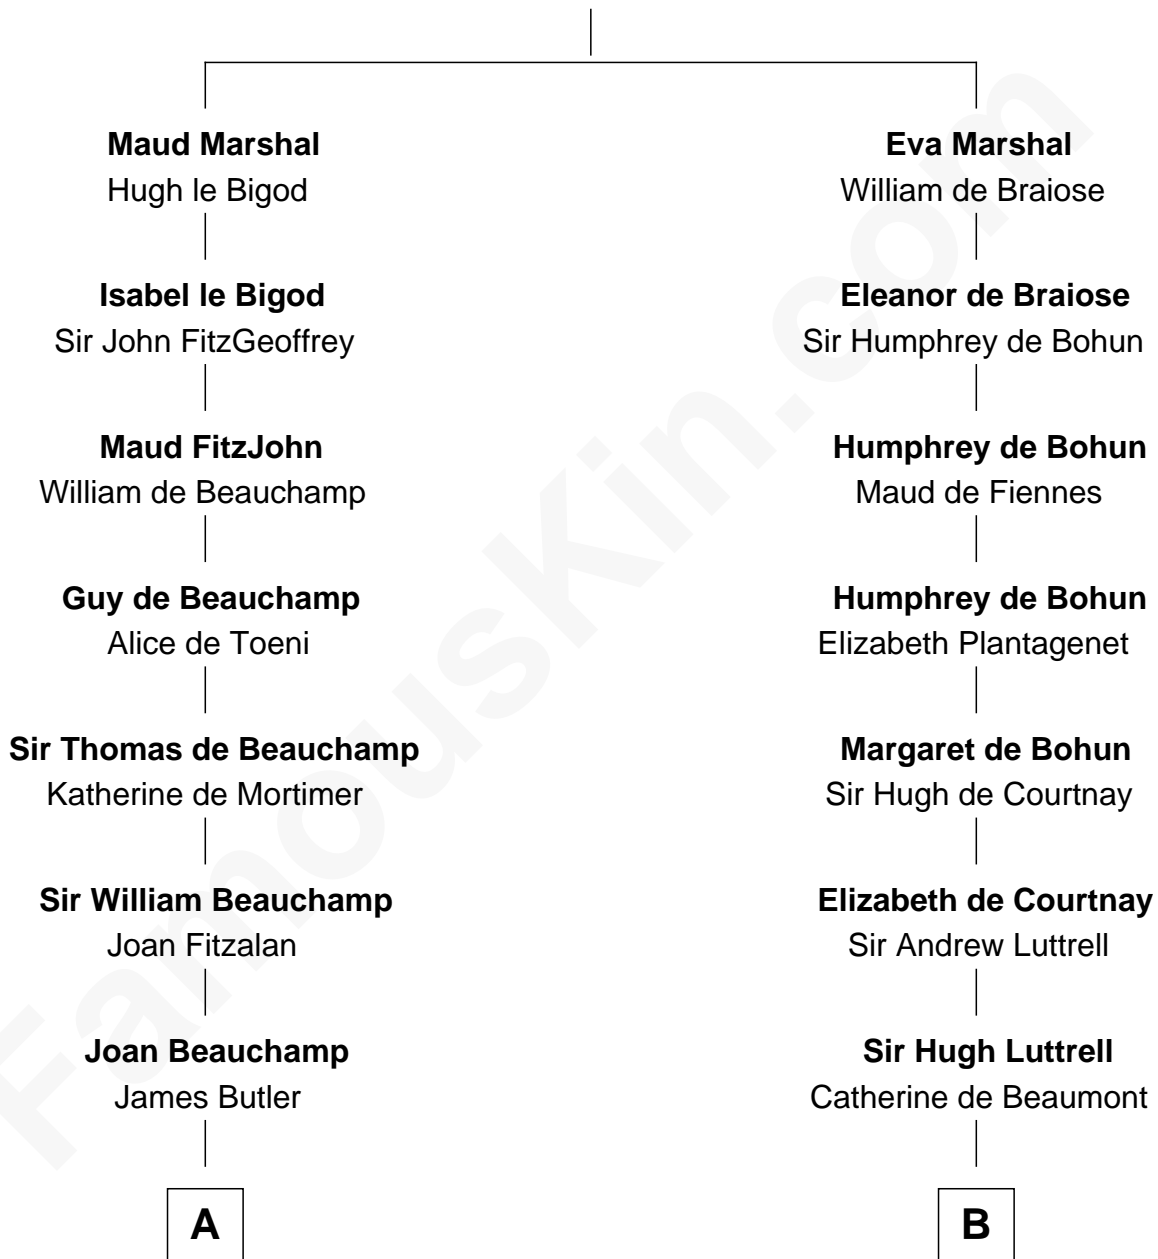 Maud Marshal
Hugh le Bigod
Isabel le Bigod
Sir John FitzGeoffrey
Maud FitzJohn
William de Beauchamp
Guy de Beauchamp
Alice de Toeni
Sir Thomas de Beauchamp
Katherine de Mortimer
Sir William Beauchamp
Joan Fitzalan
Joan Beauchamp
James Butler
A
Eva Marshal
William de Braiose
Eleanor de Braiose
Sir Humphrey de Bohun
Humphrey de Bohun
Maud de Fiennes
Humphrey de Bohun
Elizabeth Plantagenet
Margaret de Bohun
Sir Hugh de Courtnay
Elizabeth de Courtnay
Sir Andrew Luttrell
Sir Hugh Luttrell
Catherine de Beaumont
B
FamousKin.com